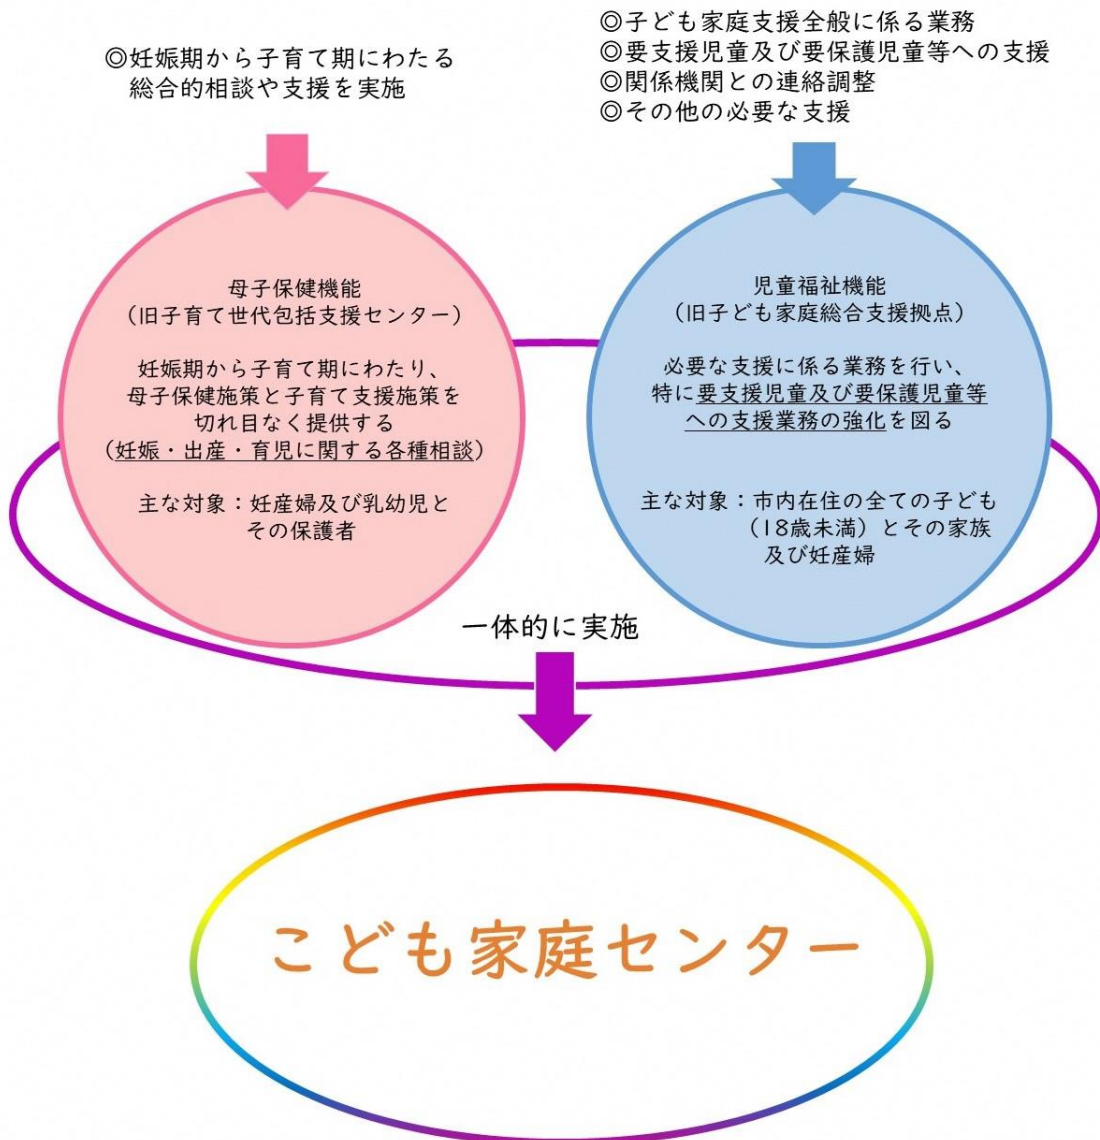 ◎妊娠期から子育て期にわたる
総合的相談や支援を実施
◎子ども家庭支援全般に係る業務
◎要支援児童及び要保護児童等への支援
◎関係機関との連絡調整
◎その他の必要な支援
母子保健機能
（旧子育て世代包括支援センター）
妊娠期から子育て期にわたり、
母子保健施策と子育て支援施策を
切れ目なく提供する
（妊娠・出産・育児に関する各種相談）
主な対象：妊産婦及び乳幼児と
その保護者
児童福祉機能
（旧子ども家庭総合支援拠点）
必要な支援に係る業務を行い、
特に要支援児童及び要保護児童等
への支援業務の強化を図る
主な対象：市内在住の全ての子ども
（18歳未満）とその家族
及び妊産婦
一体的に実施
こども家庭センター